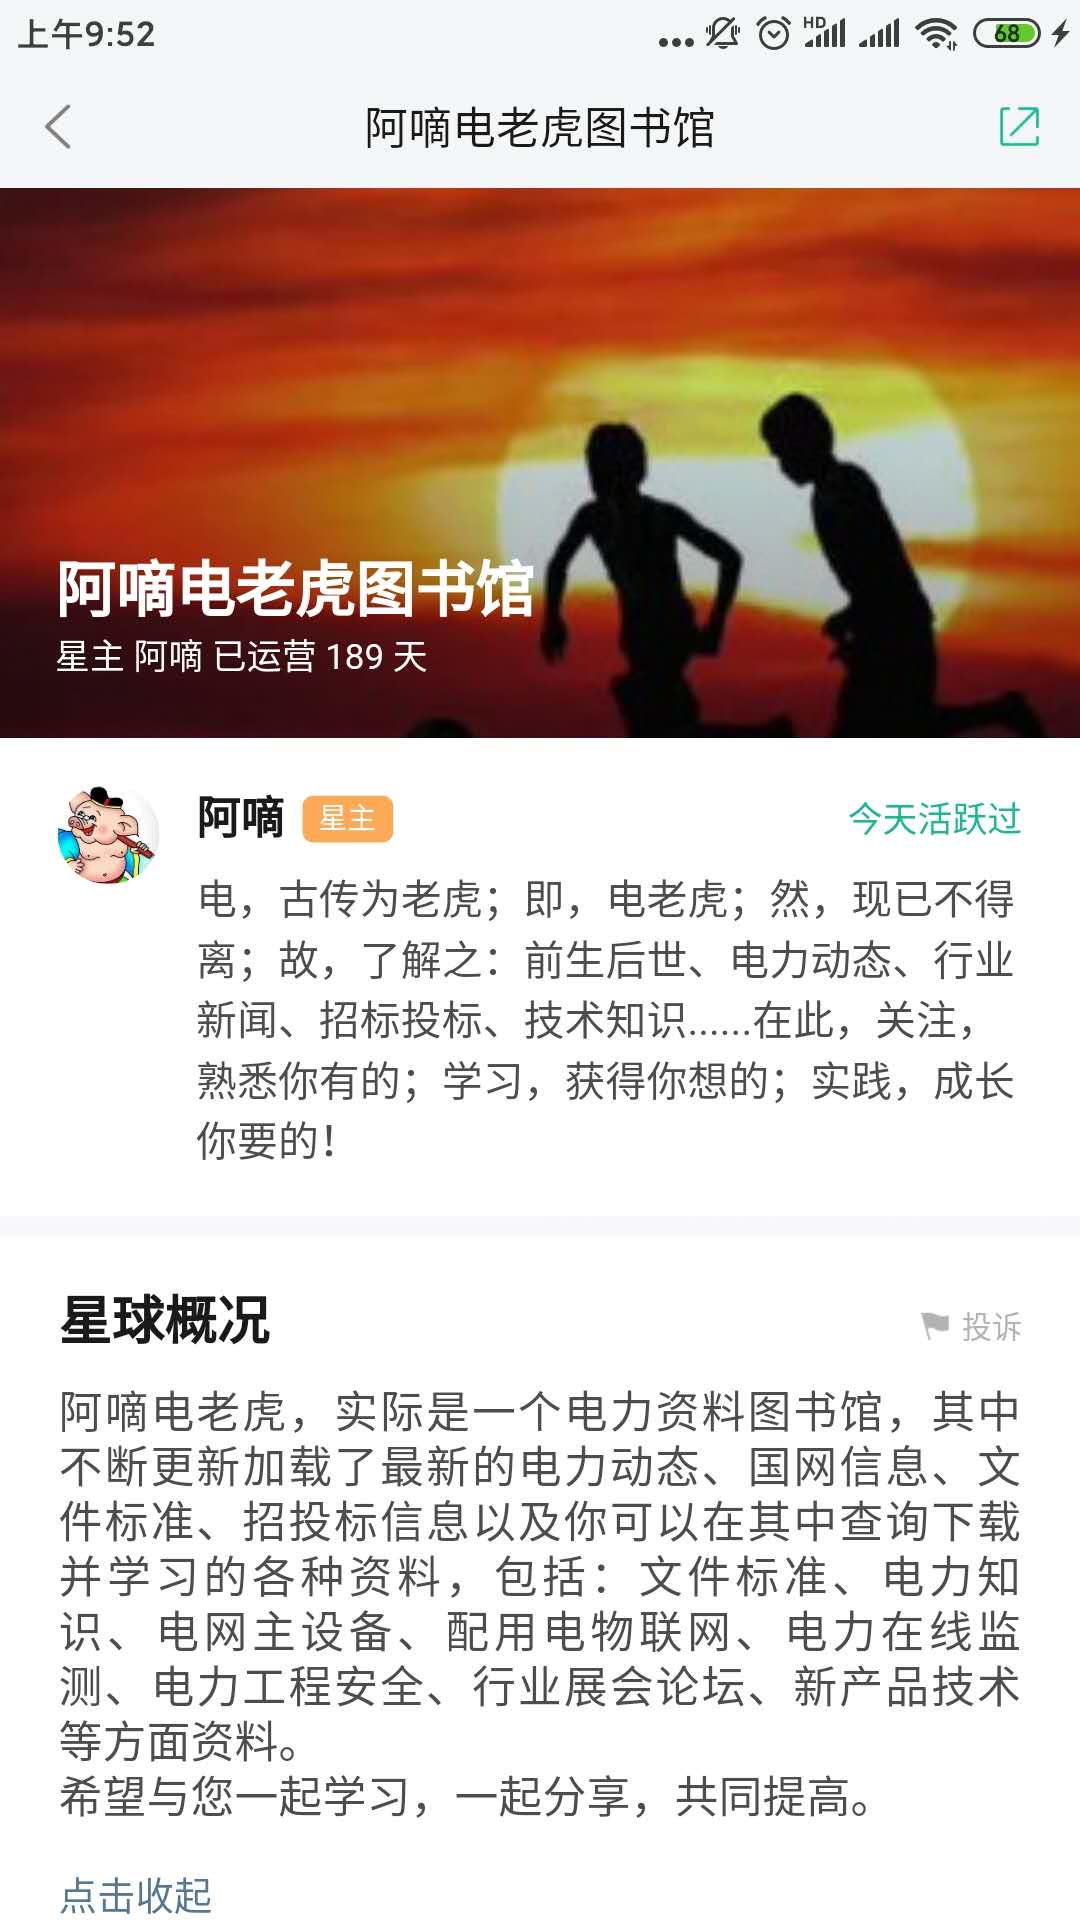 上午9:52
HD
68
阿嘀电老虎图书馆
阿嘀电老虎图书馆
星主 阿嘀 已运营 189 天
阿嘀 星主 今天活跃过
电，古传为老虎；即，电老虎；然，现已不得
离；故，了解之：前生后世、电力动态、行业
新闻、招标投标、技术知识......在此，关注，
熟悉你有的；学习，获得你想的；实践，成长
你要的！
星球概况
投诉
阿嘀电老虎，实际是一个电力资料图书馆，其中
不断更新加载了最新的电力动态、国网信息、文
件标准、招投标信息以及你可以在其中查询下载
并学习的各种资料，包括：文件标准、电力知
识、电网主设备、配用电物联网、电力在线监
测、电力工程安全、行业展会论坛、新产品技术
等方面资料。
希望与您一起学习，一起分享，共同提高。
点击收起